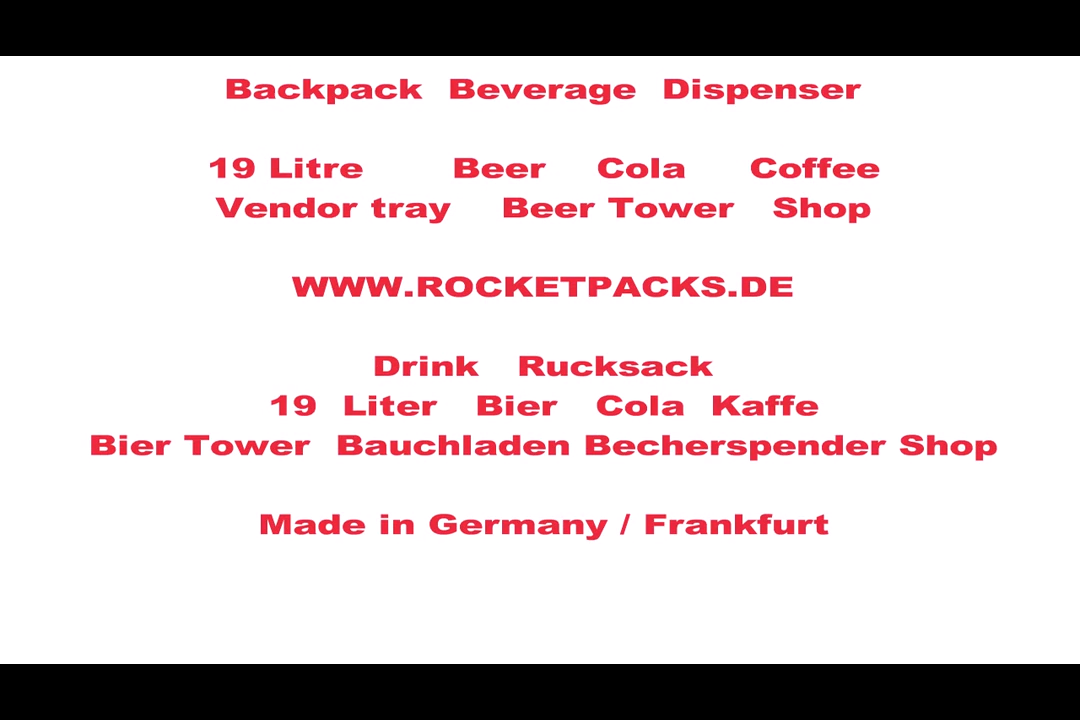 Backpack Beverage Dispenser
19 Litre Beer Cola Coffee
Vendor tray Beer Tower Shop
WWW.ROCKETPACKS.DE
Drink Rucksack
19 Liter Bier Cola Kaffe
Bier Tower Bauchladen Becherspender Shop
Made in Germany / Frankfurt